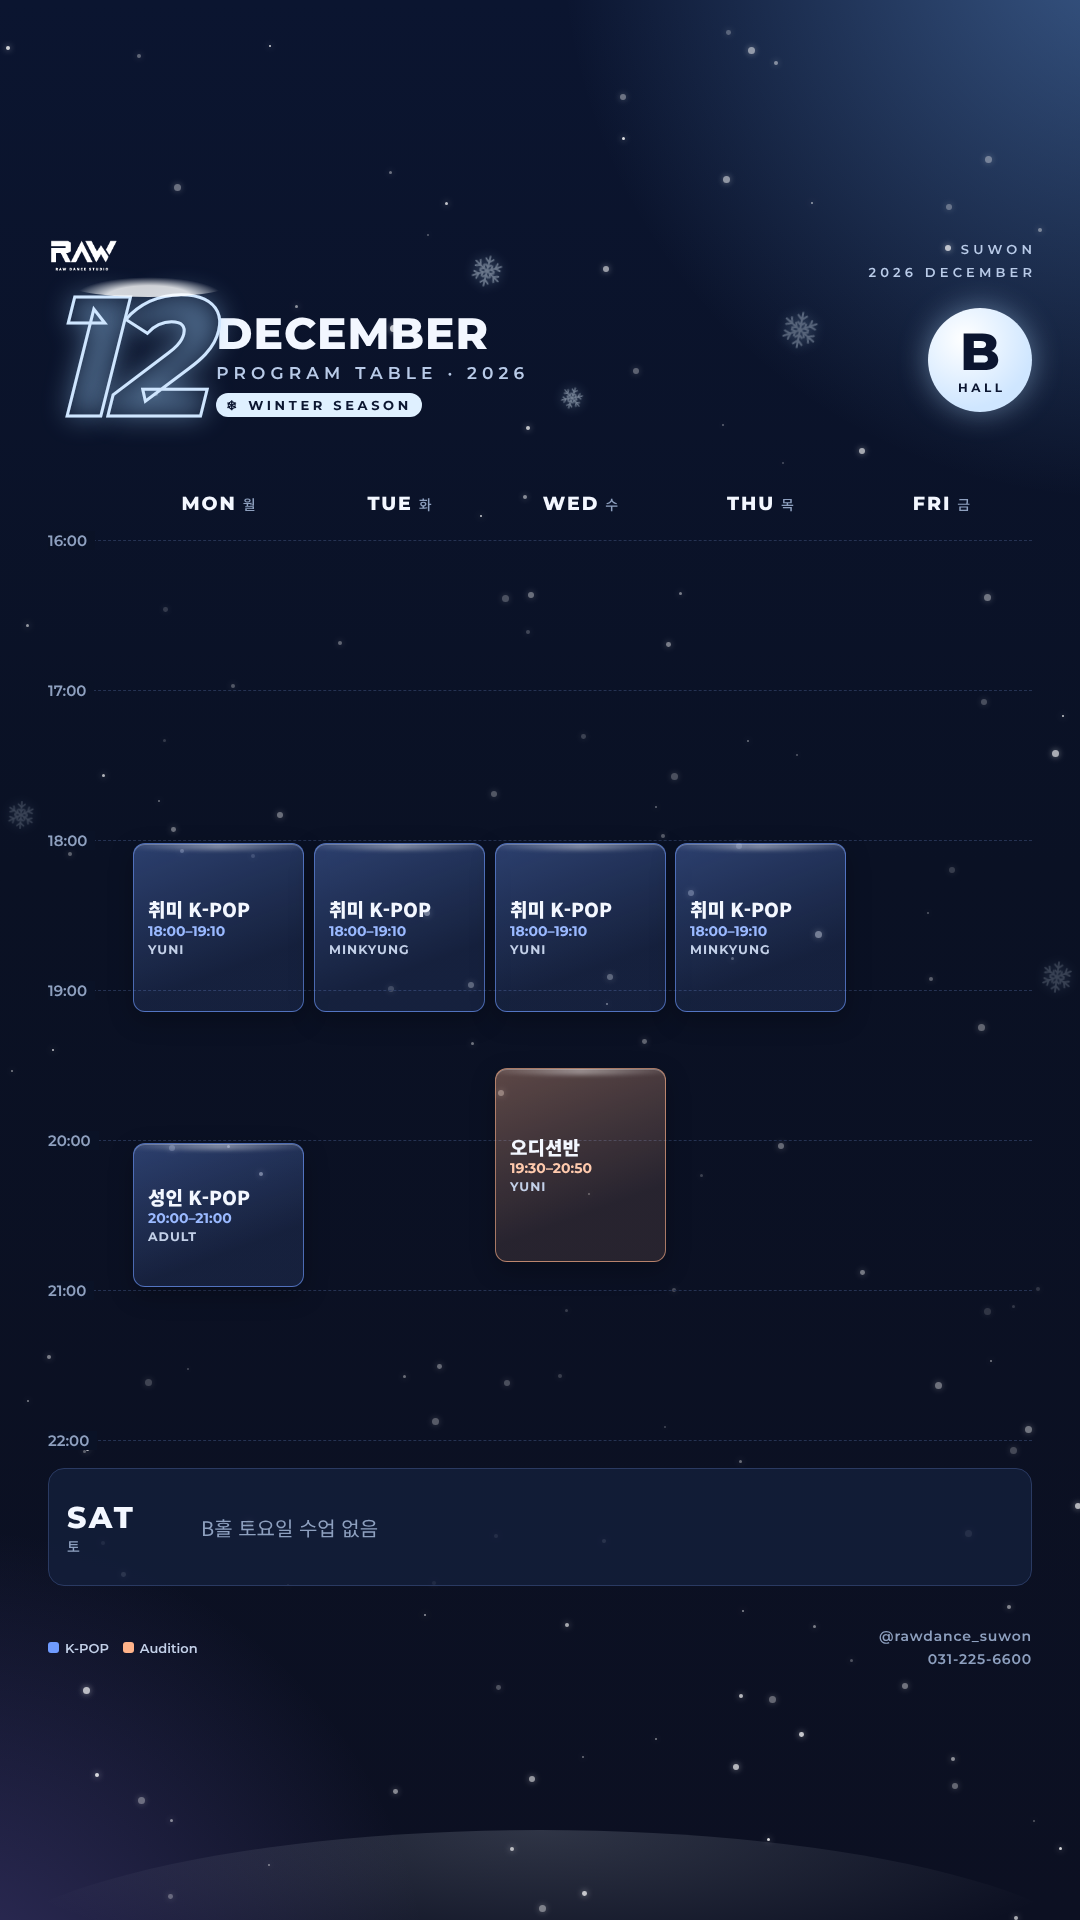 RAW
RAW DANCE STUDIO
SUWON
2026 DECEMBER
12
DECEMBER
PROGRAM TABLE · 2026
❄ WINTER SEASON
B
HALL
MON 월
TUE 화
WED 수
THU 목
FRI 금
16:00
17:00
18:00
취미 K-POP
18:00–19:10
YUNI
취미 K-POP
18:00–19:10
MINKYUNG
취미 K-POP
18:00–19:10
YUNI
취미 K-POP
18:00–19:10
MINKYUNG
19:00
오디션반
19:30–20:50
YUNI
20:00
성인 K-POP
20:00–21:00
ADULT
21:00
22:00
SAT
토
B홀 토요일 수업 없음
K-POP
Audition
@rawdance_suwon
031-225-6600